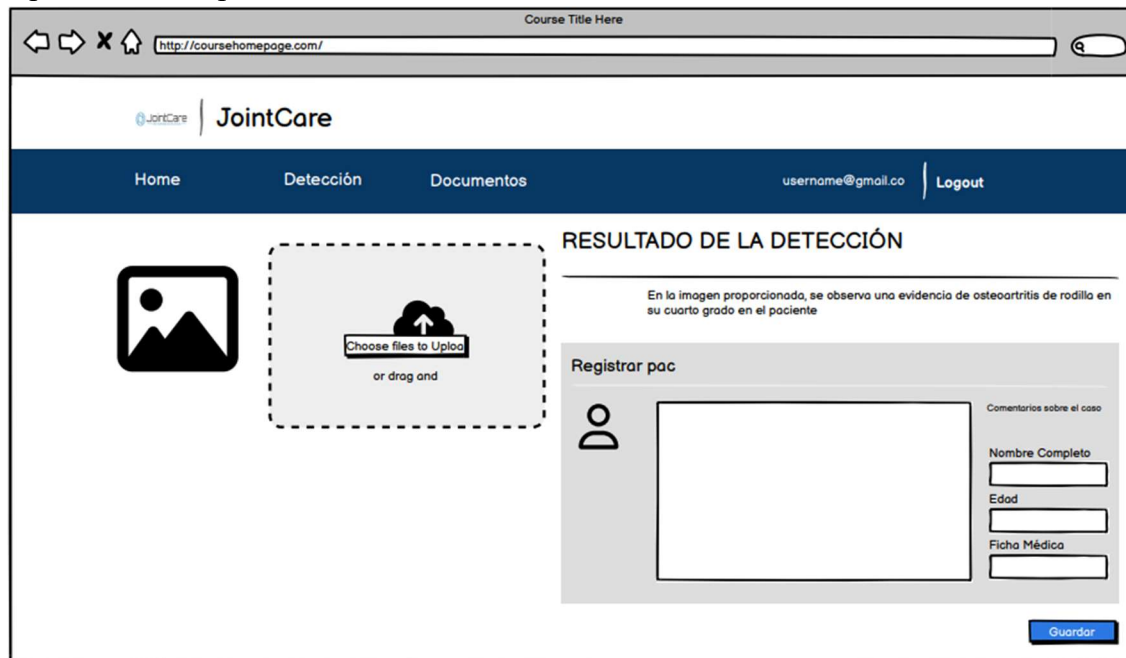 Course Title Here
http://coursehomepage.com/
JointCare
JointCare
Home
Detección
Documentos
username@gmail.co
Logout
Choose files to Uploa
or drag and
RESULTADO DE LA DETECCIÓN
En la imagen proporcionada, se observa una evidencia de osteoartritis de rodilla en
su cuarto grado en el paciente
Registrar pac
Comentarios sobre el caso
Nombre Completo
Edad
Ficha Médica
Guardar